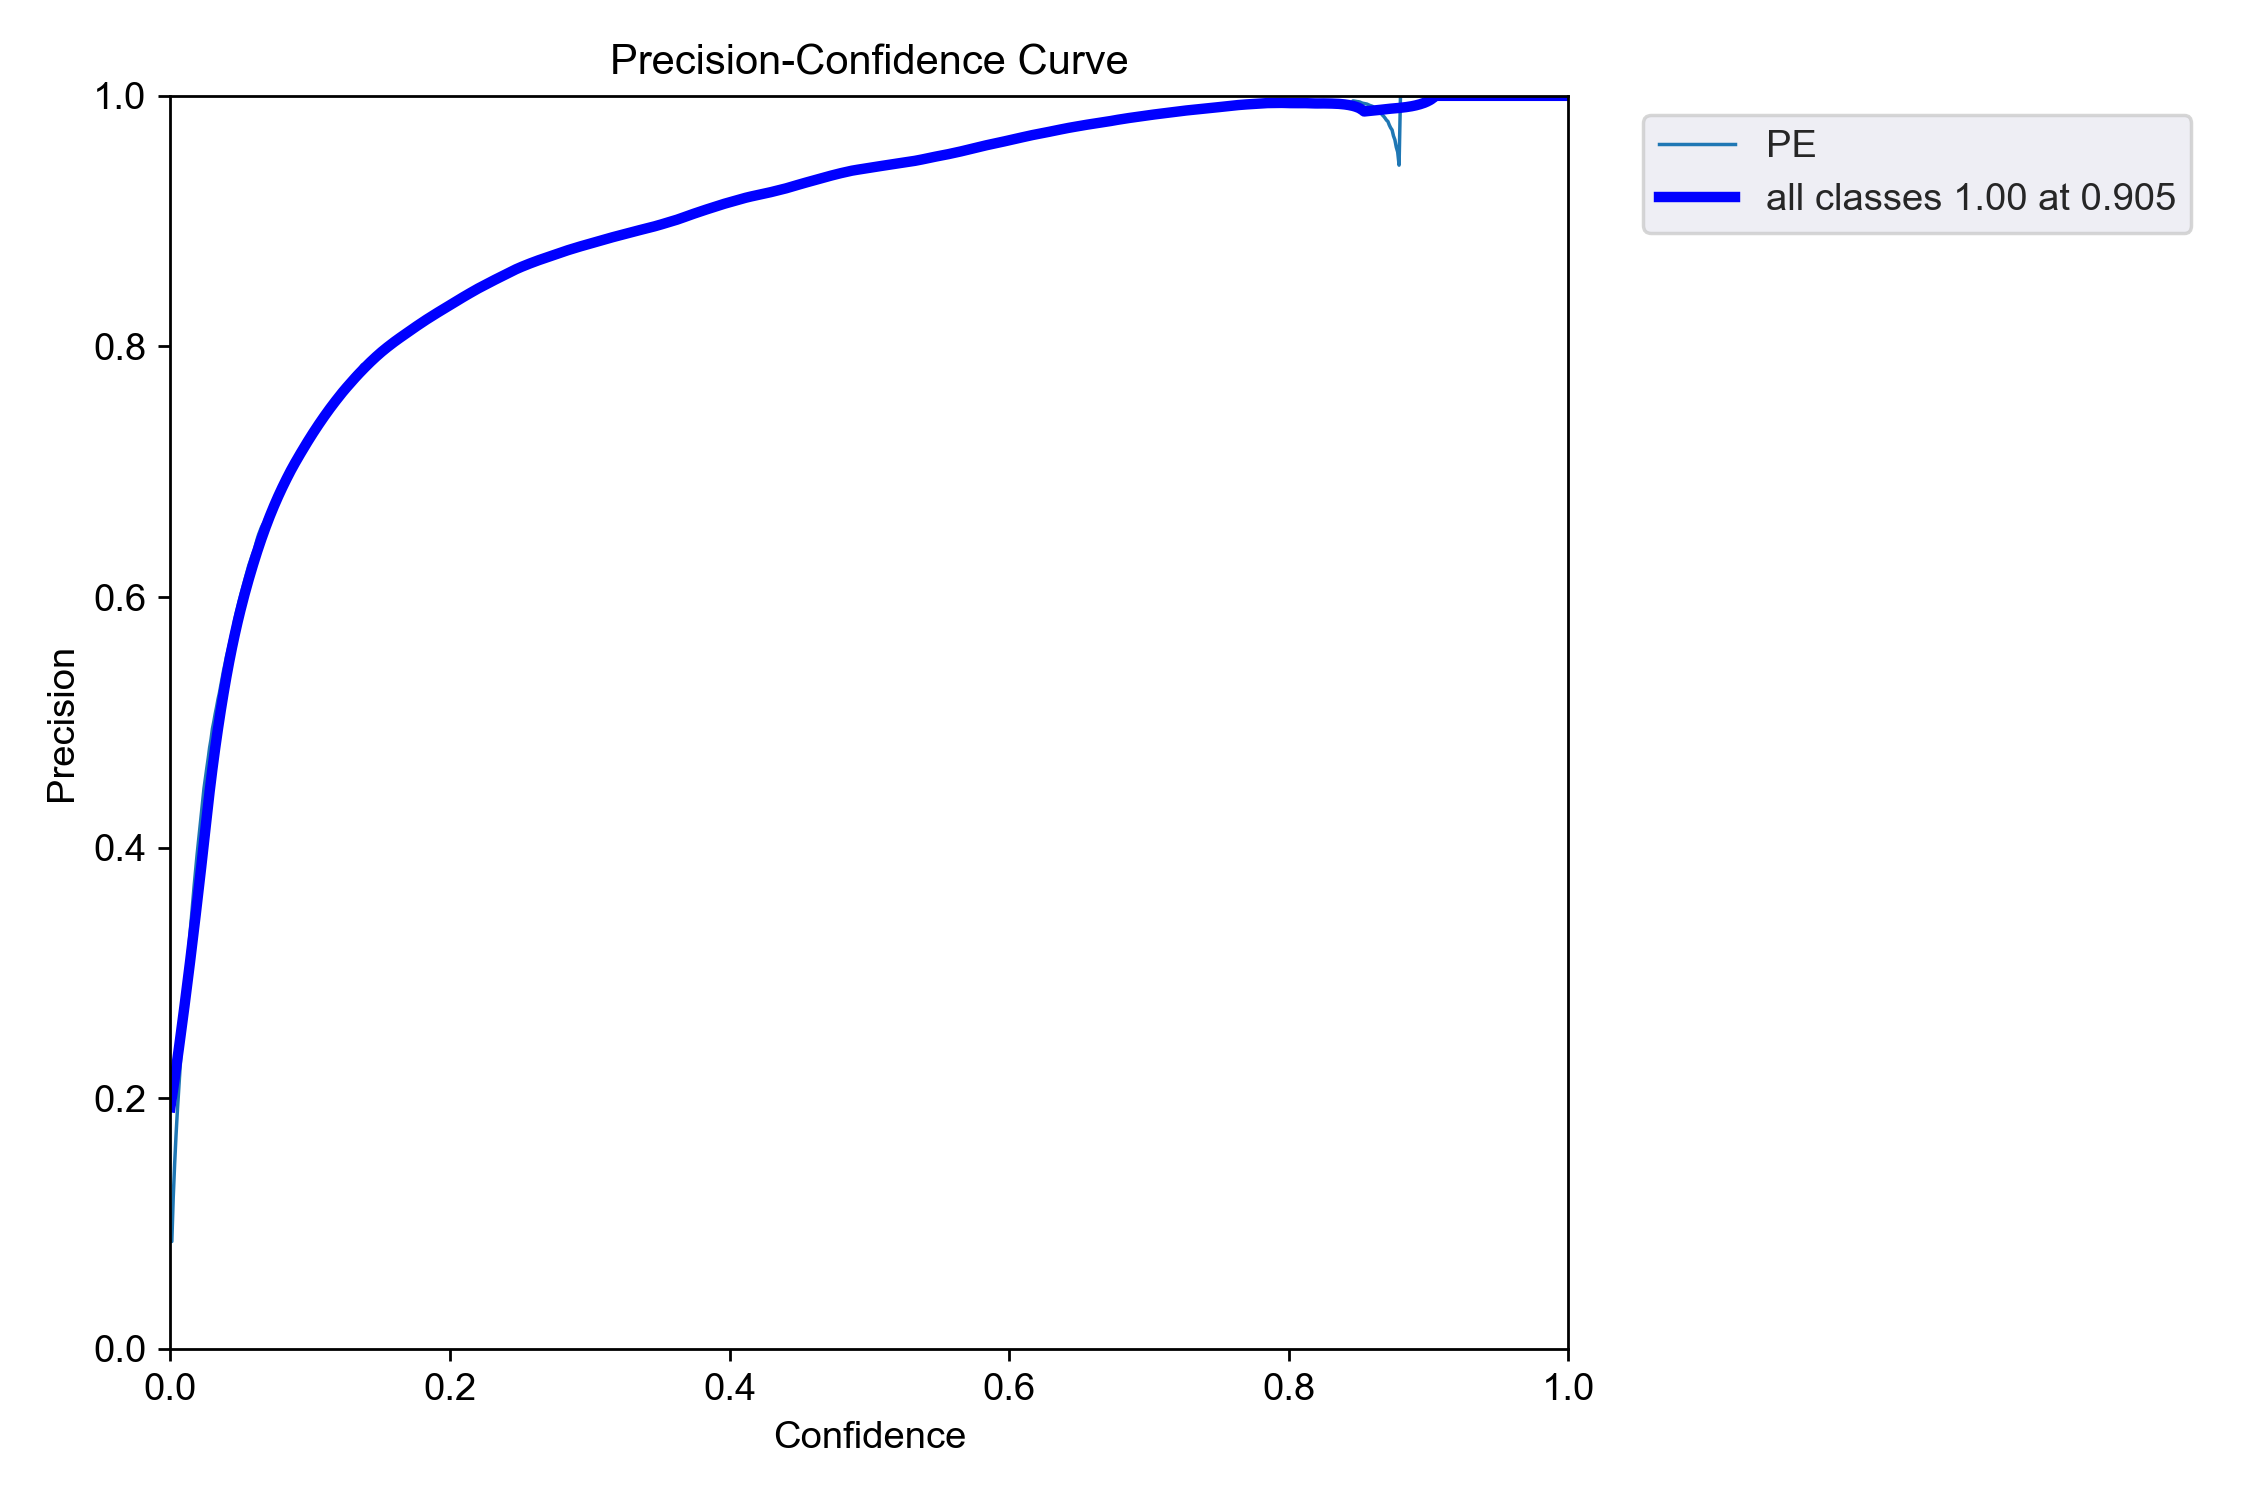 Precision-Confidence Curve
1.0
0.8
0.6
0.4
0.2
0.0
Precision
0.0 0.2 0.4 0.6 0.8 1.0
Confidence
PE
all classes 1.00 at 0.905